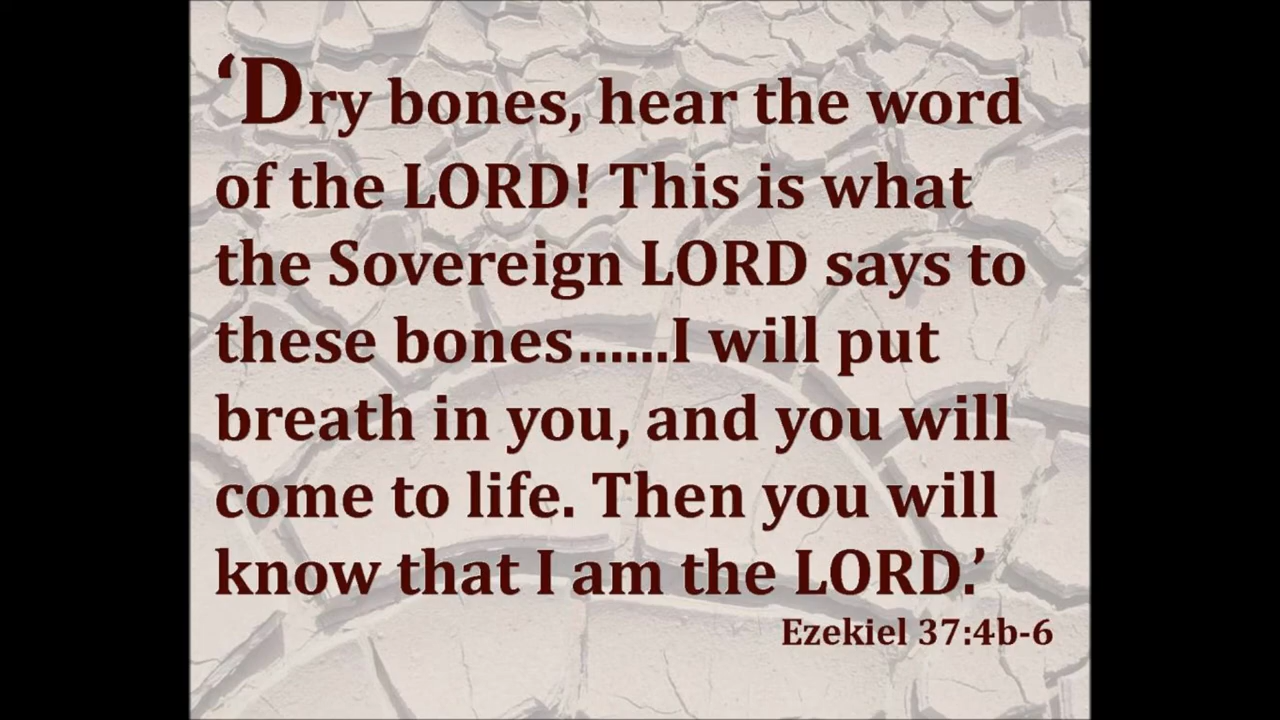 ‘Dry bones, hear the word
of the LORD! This is what
the Sovereign LORD says to
these bones......I will put
breath in you, and you will
come to life. Then you will
know that I am the LORD.’
Ezekiel 37:4b-6